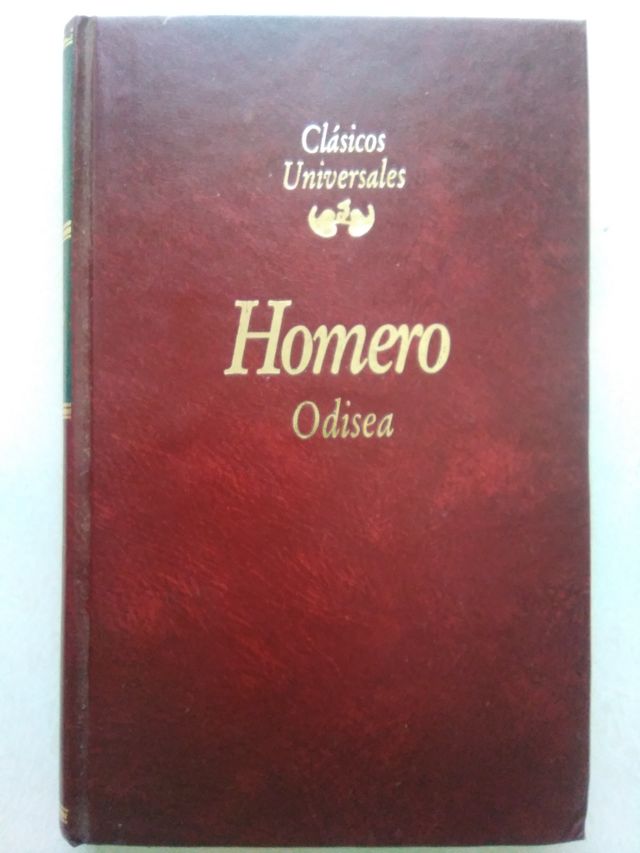 Clásicos
Universales
Homero
Odisea